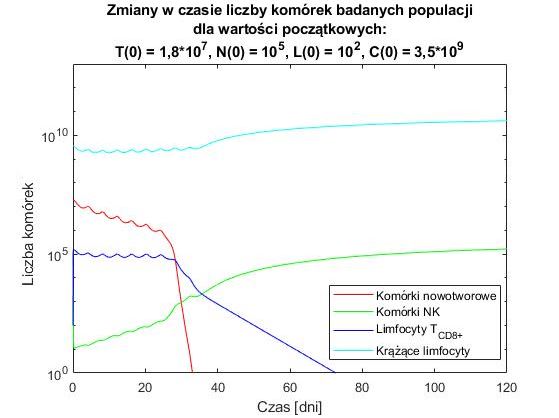 Zmiany w czasie liczby komórek badanych populacji
dla wartości początkowych:
T(0) = 1,8*10⁷, N(0) = 10⁵, L(0) = 10², C(0) = 3,5*10⁹
10¹⁰
10⁵
10⁰
Liczba komórek
0
20
40
60
80
100
120
Czas [dni]
Komórki nowotworowe
Komórki NK
Limfocyty T_CD8+
Krążące limfocyty